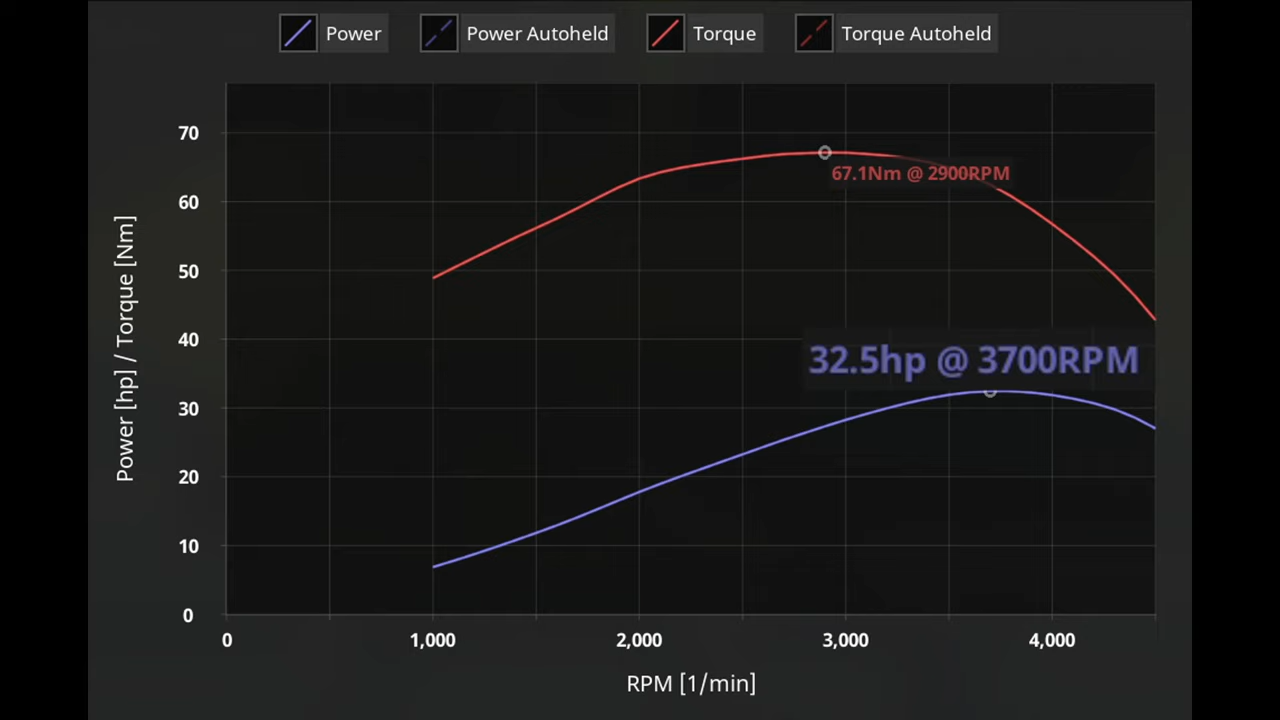 Power Power Autoheld Torque Torque Autoheld
70
67.1Nm @ 2900RPM
60
50
40
32.5hp @ 3700RPM
30
20
10
0
Power [hp] / Torque [Nm]
0 1,000 2,000 3,000 4,000
RPM [1/min]